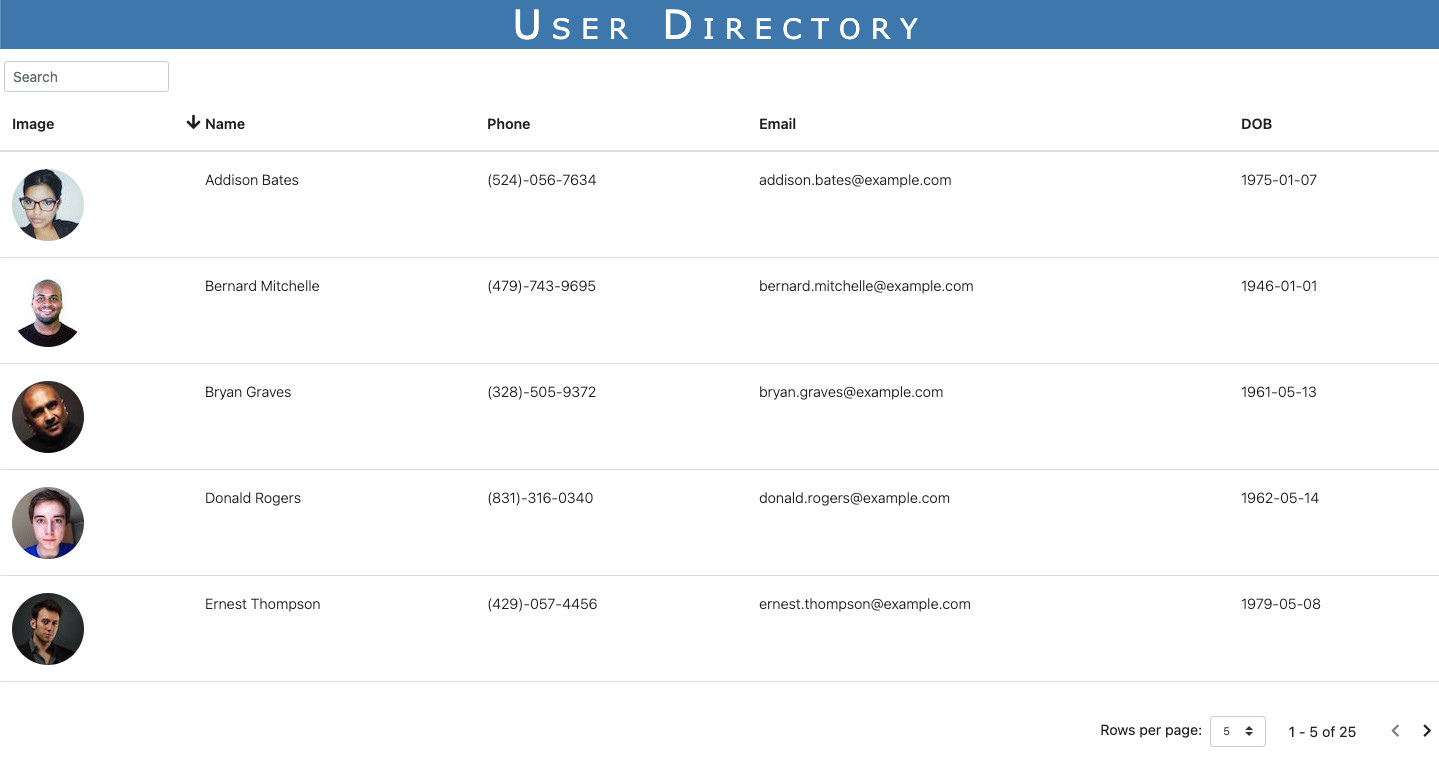 User Directory
Search
Image Name Phone Email DOB
Addison Bates (524)-056-7634 addison.bates@example.com 1975-01-07
Bernard Mitchelle (479)-743-9695 bernard.mitchelle@example.com 1946-01-01
Bryan Graves (328)-505-9372 bryan.graves@example.com 1961-05-13
Donald Rogers (831)-316-0340 donald.rogers@example.com 1962-05-14
Ernest Thompson (429)-057-4456 ernest.thompson@example.com 1979-05-08
Rows per page: 5 1 - 5 of 25